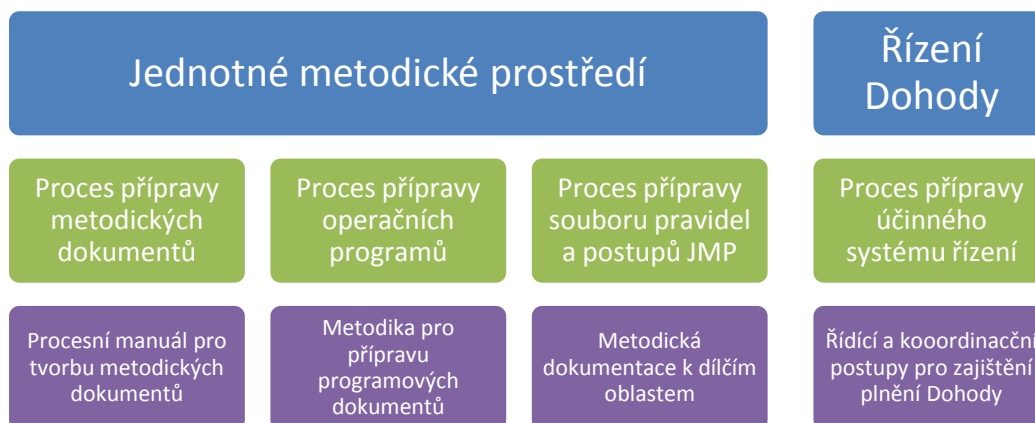 Jednotné metodické prostředí
Řízení
Dohody
Proces přípravy
metodických
dokumentů
Proces přípravy
operačních
programů
Proces přípravy
souboru pravidel
a postupů JMP
Proces přípravy
účinného
systému řízení
Procesní manuál pro
tvorbu metodických
dokumentů
Metodika pro
přípravu
programových
dokumentů
Metodická
dokumentace k dílčím
oblastem
Řídící a kooordinacční
postupy pro zajištění
plnění Dohody